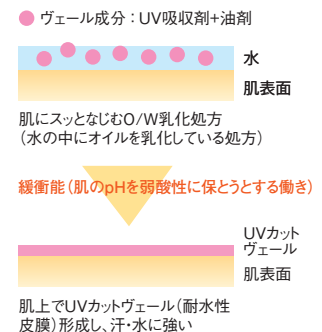 ヴェール成分：UV吸収剤+油剤
水
肌表面
肌にスッとなじむO/W乳化処方
（水の中にオイルを乳化している処方）
緩衝能（肌のpHを弱酸性に保とうとする働き）
UVカット
ヴェール
肌表面
肌上でUVカットヴェール（耐水性
皮膜）形成し、汗・水に強い